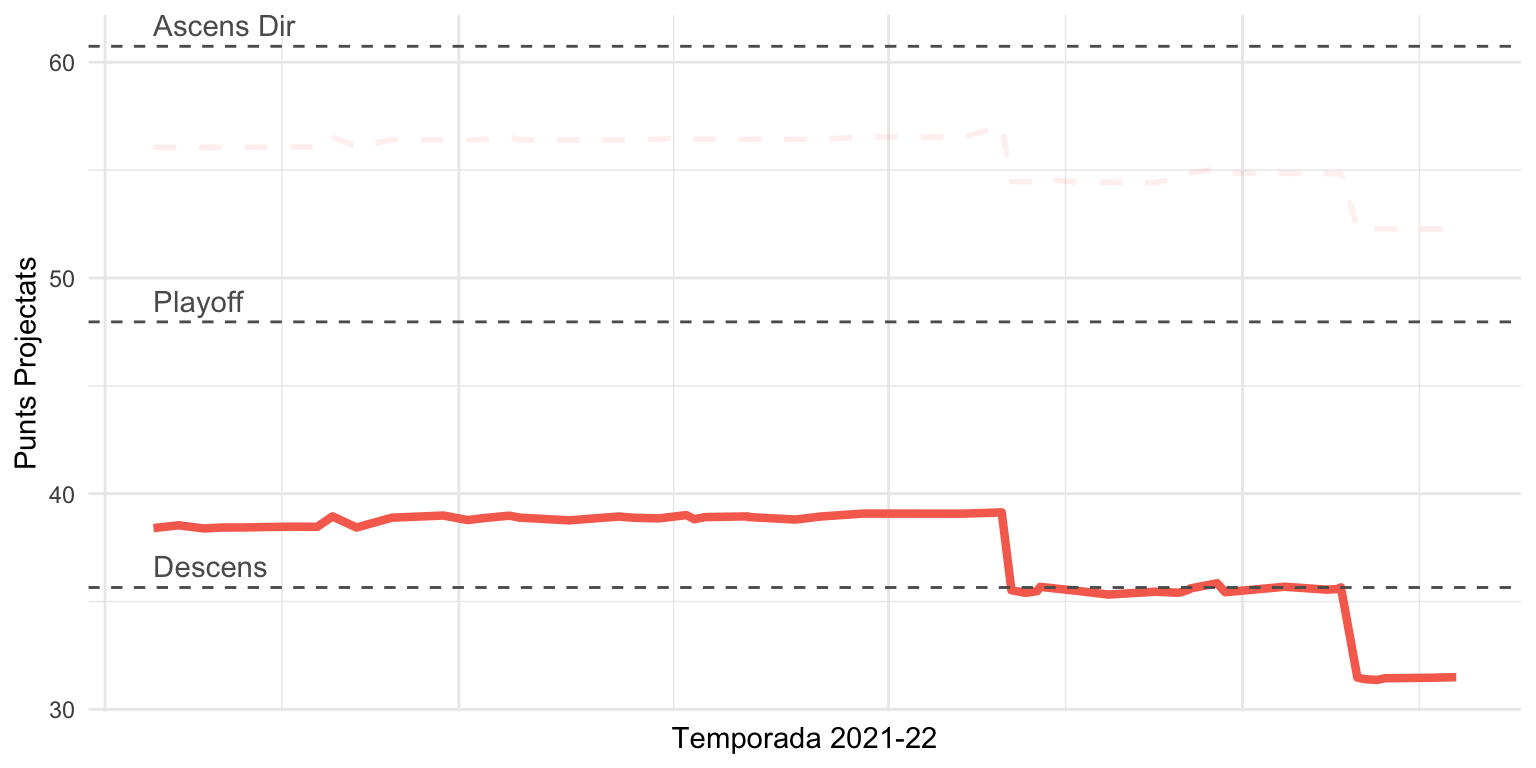 Ascens Dir
60
50
Playoff
Punts Projectats
40
Descens
30
Temporada 2021-22